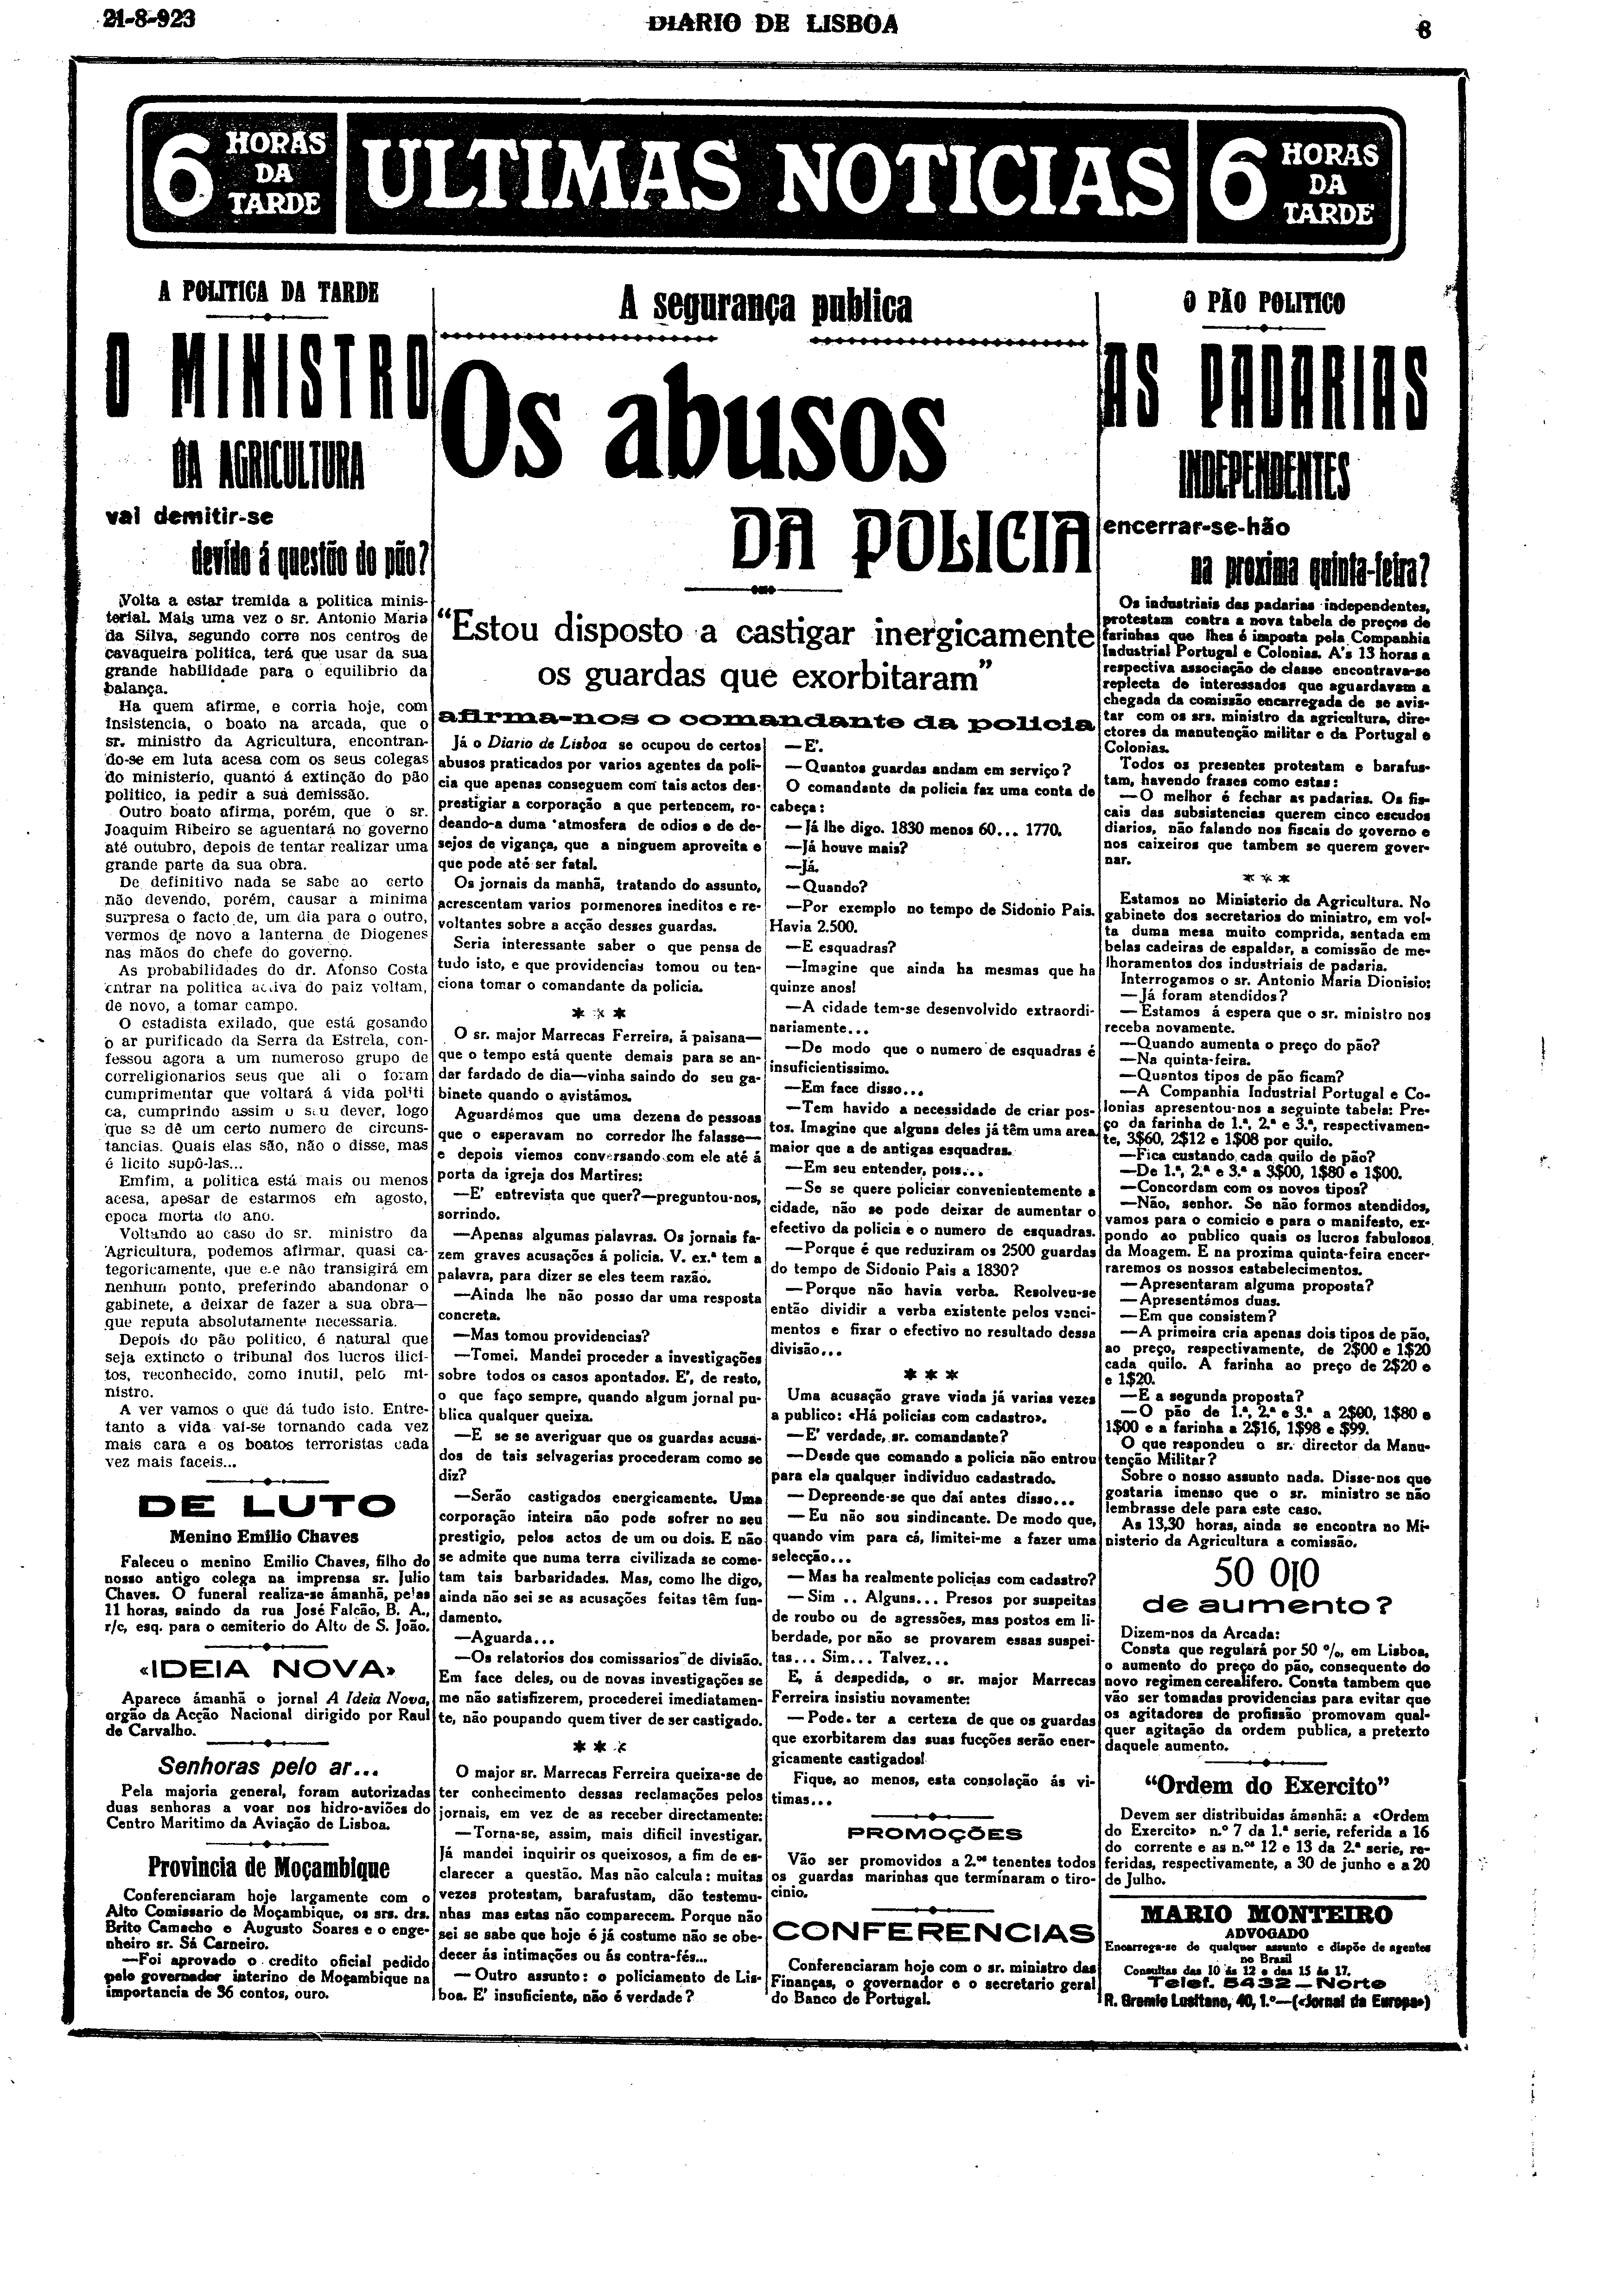 21-8-923
DIARIO DE LISBOA
8
6 HORAS DA TARDE
ULTIMAS NOTICIAS
6 HORAS DA TARDE
A POLITICA DA TARDE
O MINISTRO
DA AGRICULTURA
vai demitir-se
devido á questão do pão?
Volta a estar tremida a politica minis-
terial. Mais uma vez o sr. Antonio Maria
da Silva, segundo corre nos centros de
cavaqueira politica, terá que usar da sua
grande habilidade para o equilibrio da
balança.
Ha quem afirme, e corria hoje, com
insistencia, o boato na arcada, que o
sr. ministro da Agricultura, encontran-
do-se em luta acesa com os seus colegas
do ministerio, quanto á extinção do pão
politico, ia pedir a sua demissão.
Outro boato afirma, porém, que o sr.
Joaquim Ribeiro se aguentará no governo
até outubro, depois de tentar realizar uma
grande parte da sua obra.
De definitivo nada se sabe ao certo
não devendo, porém, causar a minima
surpresa o facto de, um dia para o outro,
vermos de novo a lanterna de Diogenes
nas mãos do chefe do governo.
As probabilidades do dr. Afonso Costa
entrar na politica activa do paiz voltam,
de novo, a tomar campo.
O estadista exilado, que está gosando
o ar purificado da Serra da Estrela, con-
fessou agora a um numeroso grupo de
correligionarios seus que ali o foram
cumprimentar que voltará á vida politi
ca, cumprindo assim o seu dever, logo
que se dê um certo numero de circuns-
tancias. Quais elas são, não o disse, mas
é licito supô-las...
Emfim, a politica está mais ou menos
acesa, apesar de estarmos em agosto,
epoca morta do ano.
Voltando ao caso do sr. ministro da
Agricultura, podemos afirmar, quasi ca-
tegoricamente, que ele não transigirá em
nenhum ponto, preferindo abandonar o
gabinete, a deixar de fazer a sua obra—
que reputa absolutamente necessaria.
Depois do pão politico, é natural que
seja extincto o tribunal dos lucros ilici-
tos, reconhecido, como inutil, pelo mi-
nistro.
A ver vamos o que dá tudo isto. Entre-
tanto a vida vai-se tornando cada vez
mais cara e os boatos terroristas cada
vez mais faceis...
DE LUTO
Menino Emilio Chaves
Faleceu o menino Emilio Chaves, filho do
nosso antigo colega na imprensa sr. Julio
Chaves. O funeral realiza-se ámanhã, pelas
11 horas, saindo da rua José Falcão, B. A.,
r/c, esq. para o cemiterio do Alto de S. João.
«IDEIA NOVA»
Aparece ámanhã o jornal A Ideia Nova,
orgão da Acção Nacional dirigido por Raul
de Carvalho.
Senhoras pelo ar...
Pela majoria general, foram autorizadas
duas senhoras a voar nos hidro-aviões do
Centro Maritimo da Aviação de Lisboa.
Provincia de Moçambique
Conferenciaram hoje largamente com o
Alto Comissario de Moçambique, os srs. drs.
Brito Camacho e Augusto Soares e o enge-
nheiro sr. Sá Carneiro.
—Foi aprovado o credito oficial pedido
pelo governador interino de Moçambique na
importancia de 36 contos, ouro.
A segurança publica
Os abusos
DA POLICIA
“Estou disposto a castigar inergicamente
os guardas que exorbitaram”
afirma-nos o comandante da policia
Já o Diario de Lisboa se ocupou de certos
abusos praticados por varios agentes da poli-
cia que apenas conseguem com tais actos des-
prestigiar a corporação a que pertencem, ro-
deando-a duma atmosfera de odios e de de-
sejos de vigança, que a ninguem aproveita e
que pode até ser fatal.
Os jornais da manhã, tratando do assunto,
acrescentam varios pormenores ineditos e re-
voltantes sobre a acção desses guardas.
Seria interessante saber o que pensa de
tudo isto, e que providencias tomou ou ten-
ciona tomar o comandante da policia.
* * *
O sr. major Marrecas Ferreira, á paisana—
que o tempo está quente demais para se an-
dar fardado de dia—vinha saindo do seu ga-
binete quando o avistámos.
Aguardémos que uma dezena de pessoas
que o esperavam no corredor lhe falasse—
e depois viemos conversando com ele até á
porta da igreja dos Martires:
—E' entrevista que quer?—preguntou-nos,
sorrindo.
—Apenas algumas palavras. Os jornais fa-
zem graves acusações á policia. V. ex.ª tem a
palavra, para dizer se eles teem razão.
—Ainda lhe não posso dar uma resposta
concreta.
—Mas tomou providencias?
—Tomei. Mandei proceder a investigações
sobre todos os casos apontados. E', de resto,
o que faço sempre, quando algum jornal pu-
blica qualquer queixa.
—E se se averiguar que os guardas acusa-
dos de tais selvagerias procederam como se
diz?
—Serão castigados energicamente. Uma
corporação inteira não pode sofrer no seu
prestigio, pelos actos de um ou dois. E não
se admite que numa terra civilizada se come-
tam tais barbaridades. Mas, como lhe digo,
ainda não sei se as acusações feitas têm fun-
damento.
—Aguarda...
—Os relatorios dos comissarios de divisão.
Em face deles, ou de novas investigações se
me não satisfizerem, procederei imediatamen-
te, não poupando quem tiver de ser castigado.
* * *
O major sr. Marrecas Ferreira queixa-se de
ter conhecimento dessas reclamações pelos
jornais, em vez de as receber directamente:
—Torna-se, assim, mais dificil investigar.
Já mandei inquirir os queixosos, a fim de es-
clarecer a questão. Mas não calcula: muitas
vezes protestam, barafustam, dão testemu-
nhas mas estas não comparecem. Porque não
sei se sabe que hoje é já costume não se obe-
decer ás intimações ou ás contra-fés...
—Outro assunto: o policiamento de Lis-
boa. E' insuficiente, não é verdade?
—E'.
—Quantos guardas andam em serviço?
O comandante da policia faz uma conta de
cabeça:
—Já lhe digo. 1830 menos 60... 1770.
—Já houve mais?
—Já.
—Quando?
—Por exemplo no tempo de Sidonio Pais.
Havia 2.500.
—E esquadras?
—Imagine que ainda ha mesmas que ha
quinze anos!
—A cidade tem-se desenvolvido extraordi-
nariamente...
—De modo que o numero de esquadras é
insuficientissimo.
—Em face disso...
—Tem havido a necessidade de criar pos-
tos. Imagine que alguns deles já têm uma area
maior que a de antigas esquadras.
—Em seu entender, pois...
—Se se quere policiar convenientemente a
cidade, não se pode deixar de aumentar o
efectivo da policia e o numero de esquadras.
—Porque é que reduziram os 2500 guardas
do tempo de Sidonio Pais a 1830?
—Porque não havia verba. Resolveu-se
então dividir a verba existente pelos venci-
mentos e fixar o efectivo no resultado dessa
divisão...
* * *
Uma acusação grave vinda já varias vezes
a publico: «Há policias com cadastro».
—E' verdade, sr. comandante?
—Desde que comando a policia não entrou
para ela qualquer individuo cadastrado.
—Depreende-se que daí antes disso...
—Eu não sou sindincante. De modo que,
quando vim para cá, limitei-me a fazer uma
selecção...
—Mas ha realmente policias com cadastro?
—Sim .. Alguns... Presos por suspeitas
de roubo ou de agressões, mas postos em li-
berdade, por não se provarem essas suspei-
tas... Sim... Talvez...
E, á despedida, o sr. major Marrecas
Ferreira insistiu novamente:
—Pode-ter a certeza de que os guardas
que exorbitarem das suas fucções serão ener-
gicamente castigados!
Fique, ao menos, esta consolação ás vi-
timas...
PROMOÇÕES
Vão ser promovidos a 2.ºˢ tenentes todos
os guardas marinhas que terminaram o tiro-
cinio.
CONFERENCIAS
Conferenciaram hoje com o sr. ministro das
Finanças, o governador e o secretario geral
do Banco de Portugal.
O PÃO POLITICO
AS PADARIAS
INDEPENDENTES
encerrar-se-hão
na proxima quinta-feira?
Os industriais das padarias independentes,
protestam contra a nova tabela de preços de
farinhas que lhes é imposta pela Companhia
Industrial Portugal e Colonias. A's 13 horas a
respectiva associação de classe encontrava-se
replecta de interessados que aguardavam a
chegada da comissão encarregada de se avis-
tar com os srs. ministro da agricultura, dire-
ctores da manutenção militar e da Portugal e
Colonias.
Todos os presentes protestam e barafus-
tam, havendo frases como estas:
—O melhor é fechar as padarias. Os fis-
cais das subsistencias querem cinco escudos
diarios, não falando nos fiscais do governo e
nos caixeiros que tambem se querem gover-
nar.
* * *
Estamos no Ministerio da Agricultura. No
gabinete dos secretarios do ministro, em vol-
ta duma mesa muito comprida, sentada em
belas cadeiras de espaldar, a comissão de me-
lhoramentos dos industriais de padaria.
Interrogamos o sr. Antonio Maria Dionisio:
—Já foram atendidos?
—Estamos á espera que o sr. ministro nos
receba novamente.
—Quando aumenta o preço do pão?
—Na quinta-feira.
—Quantos tipos de pão ficam?
—A Companhia Industrial Portugal e Co-
lonias apresentou-nos a seguinte tabela: Pre-
ço da farinha de 1.ª, 2.ª e 3.ª, respectivamen-
te, 3$60, 2$12 e 1$08 por quilo.
—Fica custando cada quilo de pão?
—De 1.ª, 2.ª e 3.ª a 3$00, 1$80 e 1$00.
—Concordam com os novos tipos?
—Não, senhor. Se não formos atendidos,
vamos para o comicio e para o manifesto, ex-
pondo ao publico quais os lucros fabulosos
da Moagem. E na proxima quinta-feira encer-
raremos os nossos estabelecimentos.
—Apresentaram alguma proposta?
—Apresentámos duas.
—Em que consistem?
—A primeira cria apenas dois tipos de pão,
ao preço, respectivamente, de 2$00 e 1$20
cada quilo. A farinha ao preço de 2$20 e
e 1$20.
—E a segunda proposta?
—O pão de 1.ª, 2.ª e 3.ª a 2$00, 1$80 e
1$00 e a farinha a 2$16, 1$98 e $99.
O que respondeu o sr. director da Manu-
tenção Militar?
Sobre o nosso assunto nada. Disse-nos que
gostaria imenso que o sr. ministro se não
lembrasse dele para este caso.
As 13,30 horas, ainda se encontra no Mi-
nisterio da Agricultura a comissão.
50 0|0
de aumento?
Dizem-nos da Arcada:
Consta que regulará por 50 %, em Lisboa,
o aumento do preço do pão, consequente do
novo regimen cerealifero. Consta tambem que
vão ser tomadas providencias para evitar que
os agitadores de profissão promovam qual-
quer agitação da ordem publica, a pretexto
daquele aumento.
“Ordem do Exercito”
Devem ser distribuidas ámanhã: a «Ordem
do Exercito» n.º 7 da 1.ª serie, referida a 16
do corrente e as n.ºˢ 12 e 13 da 2.ª serie, re-
feridas, respectivamente, a 30 de junho e a 20
de Julho.
MARIO MONTEIRO
ADVOGADO
Encarrega-se de qualquer assunto e dispõe de agentes
no Brasil
Consultas das 10 ás 12 e das 15 ás 17.
Telef. 5432—Norte
R. Gremio Lusitano, 40, 1.º—(«Jornal da Europa»)